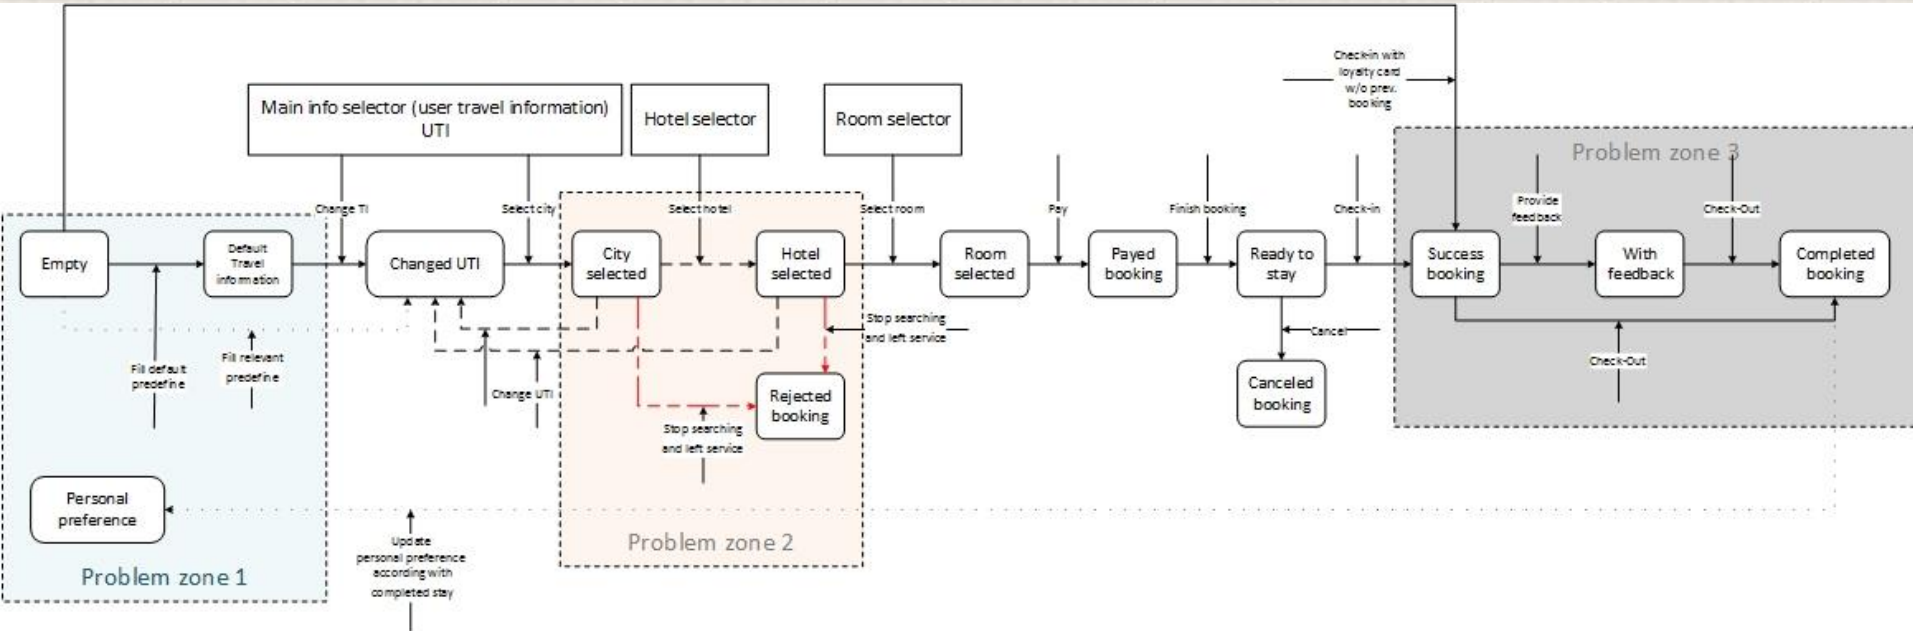 Check-in with
loyalty card
w/o prev.
booking
Main info selector (user travel information)
UTI
Hotel selector
Room selector
Problem zone 3
Change TI
Select city
Select hotel
Select room
Pay
Finish booking
Check-in
Provide
feedback
Check-Out
Empty
Default
Travel
information
Changed UTI
City
selected
Hotel
selected
Room
selected
Payed
booking
Ready to
stay
Success
booking
With
feedback
Completed
booking
Stop searching
and left service
Cancel
Fill default
predefine
Fill relevant
predefine
Change UTI
Rejected
booking
Canceled
booking
Check-Out
Stop searching
and left service
Personal
preference
Problem zone 2
Update
personal preference
according with
completed stay
Problem zone 1